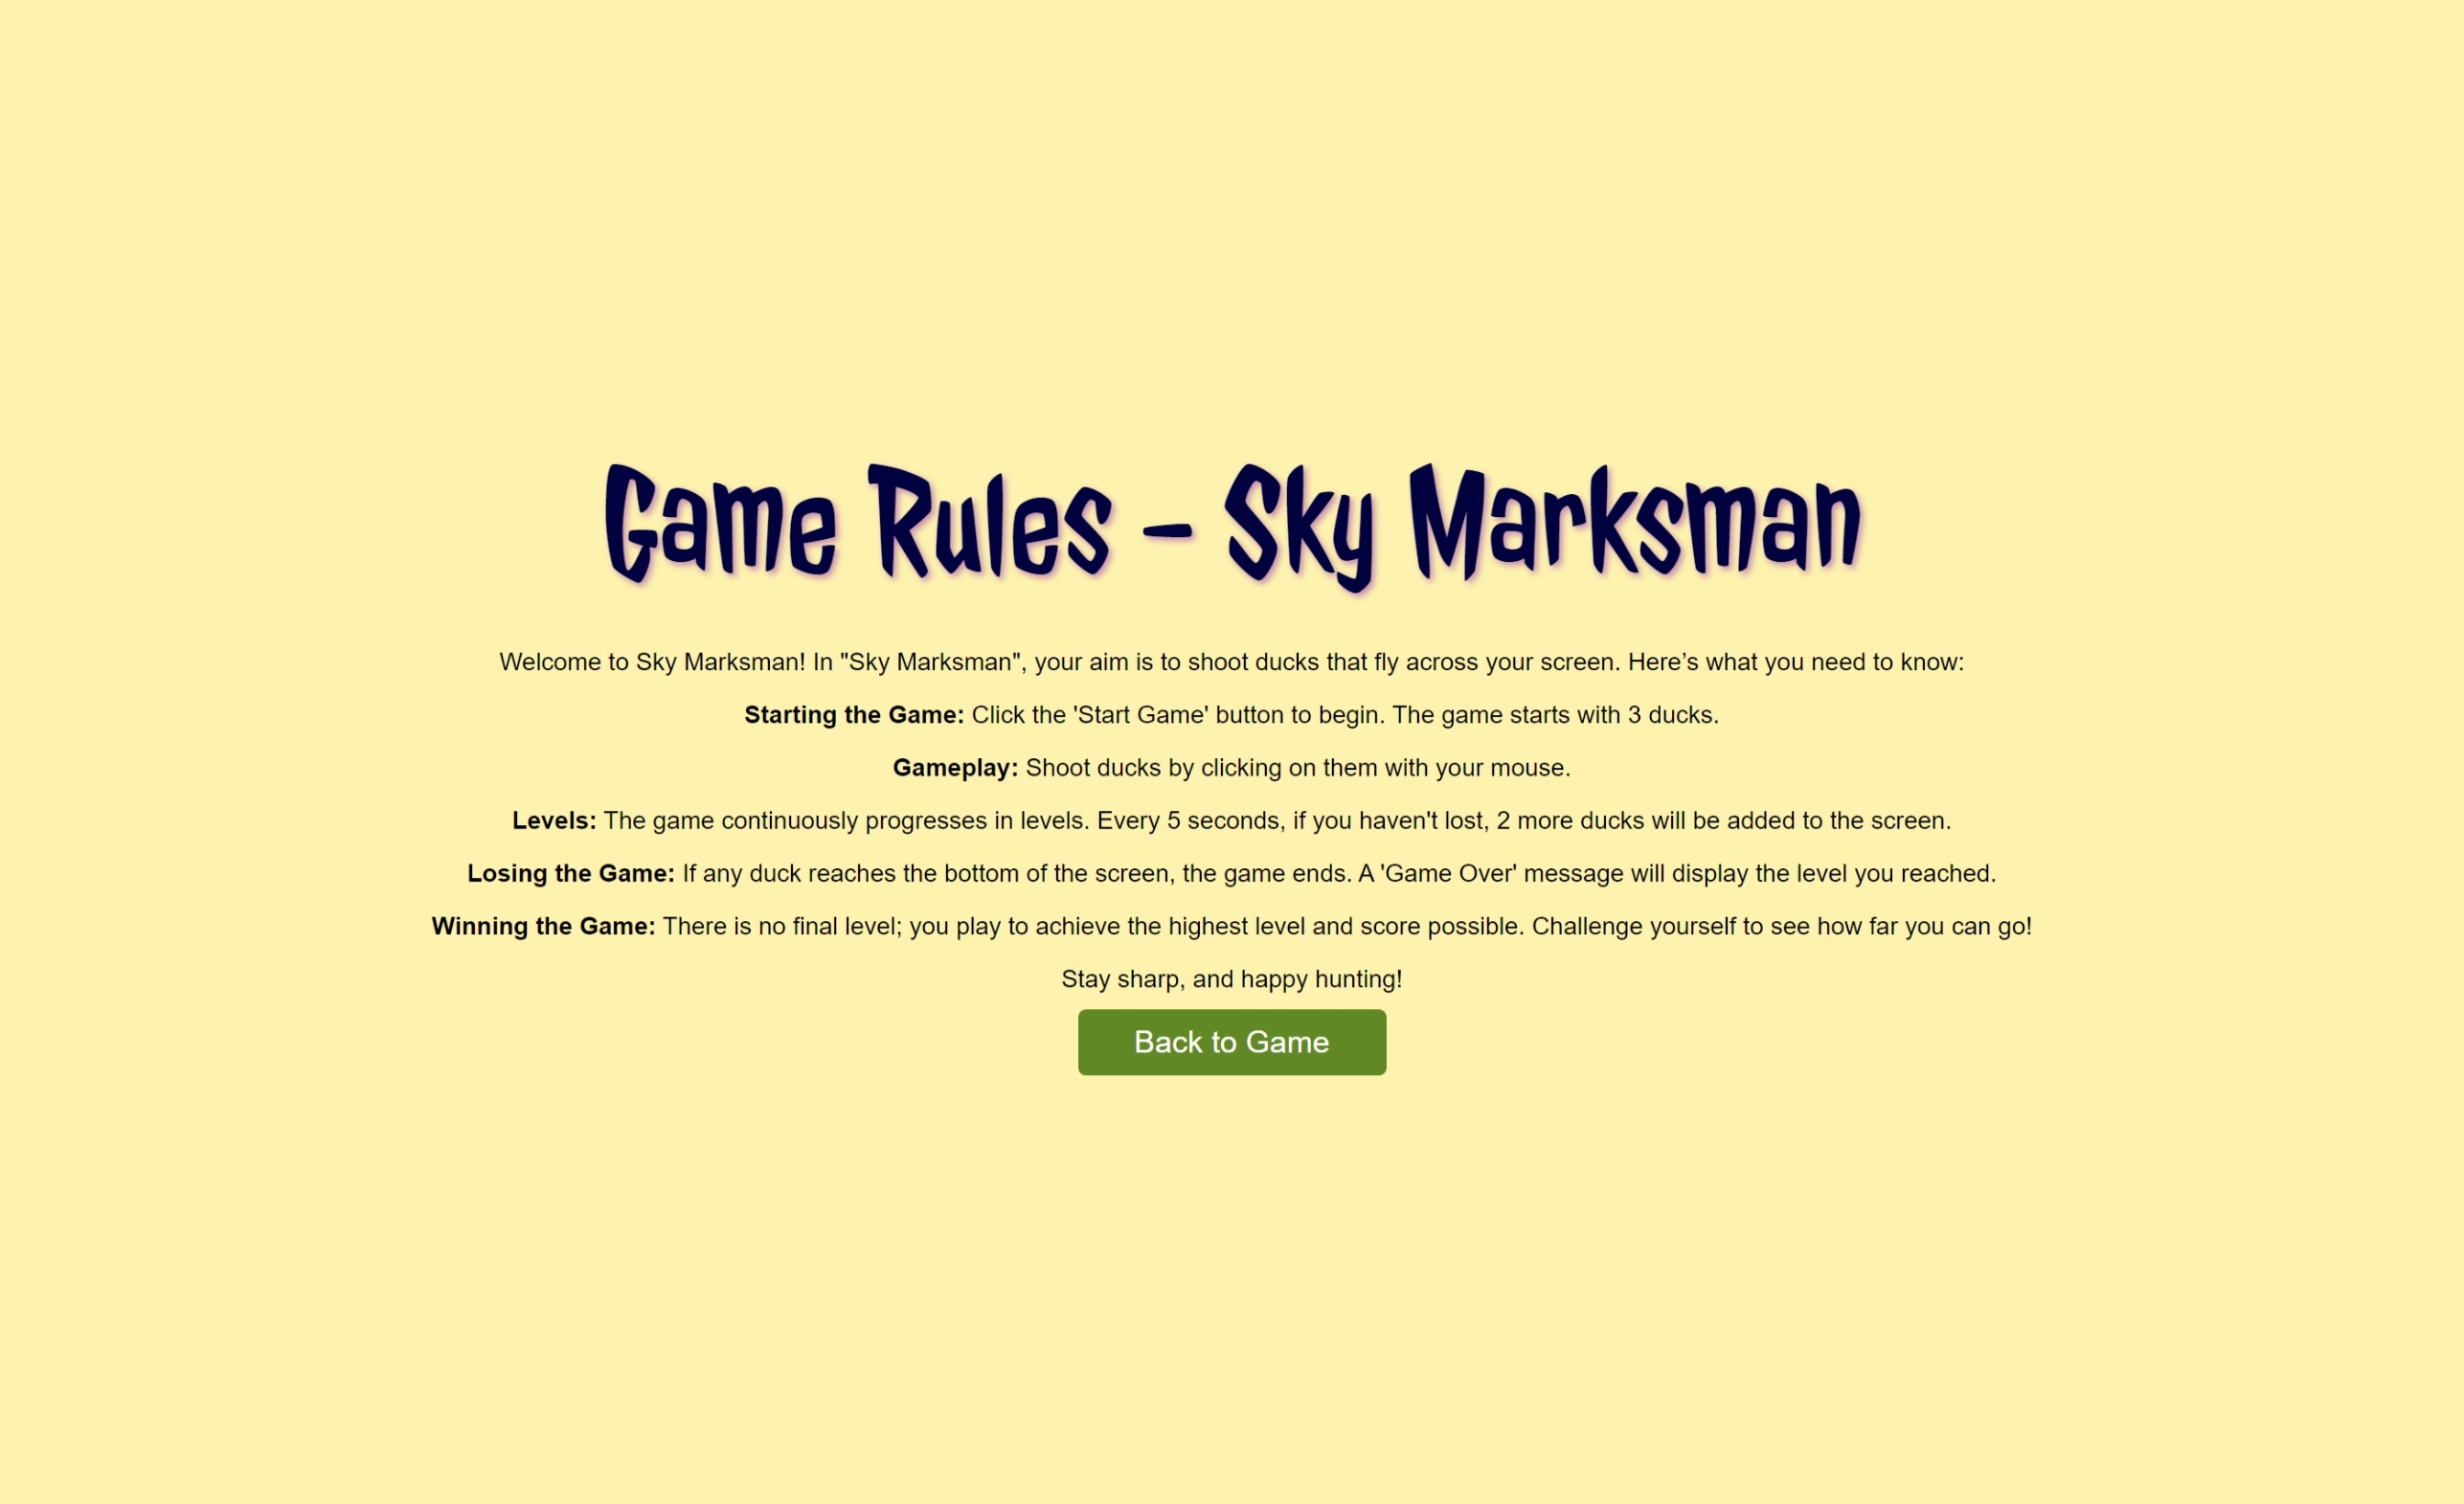 Game Rules - Sky Marksman
Welcome to Sky Marksman! In "Sky Marksman", your aim is to shoot ducks that fly across your screen. Here’s what you need to know:
Starting the Game: Click the 'Start Game' button to begin. The game starts with 3 ducks.
Gameplay: Shoot ducks by clicking on them with your mouse.
Levels: The game continuously progresses in levels. Every 5 seconds, if you haven't lost, 2 more ducks will be added to the screen.
Losing the Game: If any duck reaches the bottom of the screen, the game ends. A 'Game Over' message will display the level you reached.
Winning the Game: There is no final level; you play to achieve the highest level and score possible. Challenge yourself to see how far you can go!
Stay sharp, and happy hunting!
Back to Game